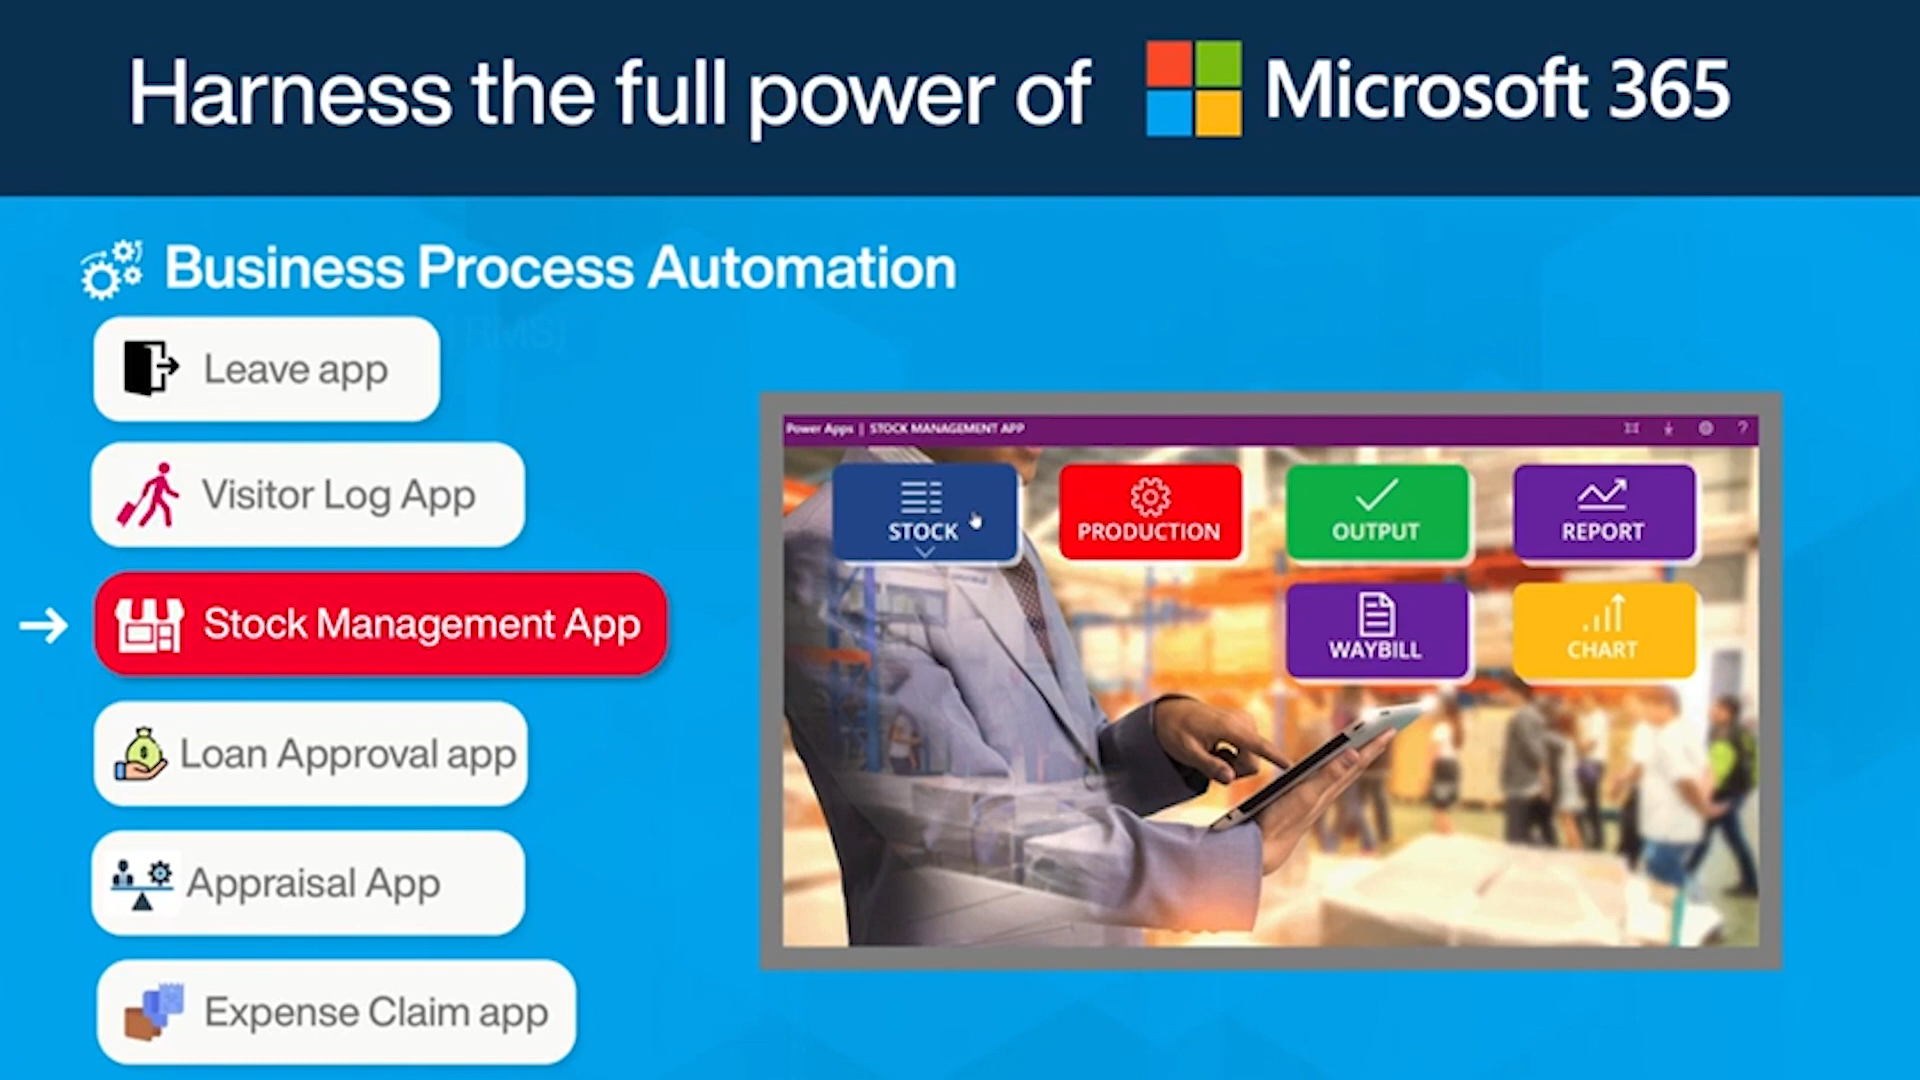 Harness the full power of Microsoft 365
Business Process Automation
RMS)
Leave app
Visitor Log App
Stock Management App
Loan Approval app
Appraisal App
Expense Claim app
Power Apps | STOCK MANAGEMENT APP
?
STOCK
PRODUCTION
OUTPUT
REPORT
WAYBILL
CHART